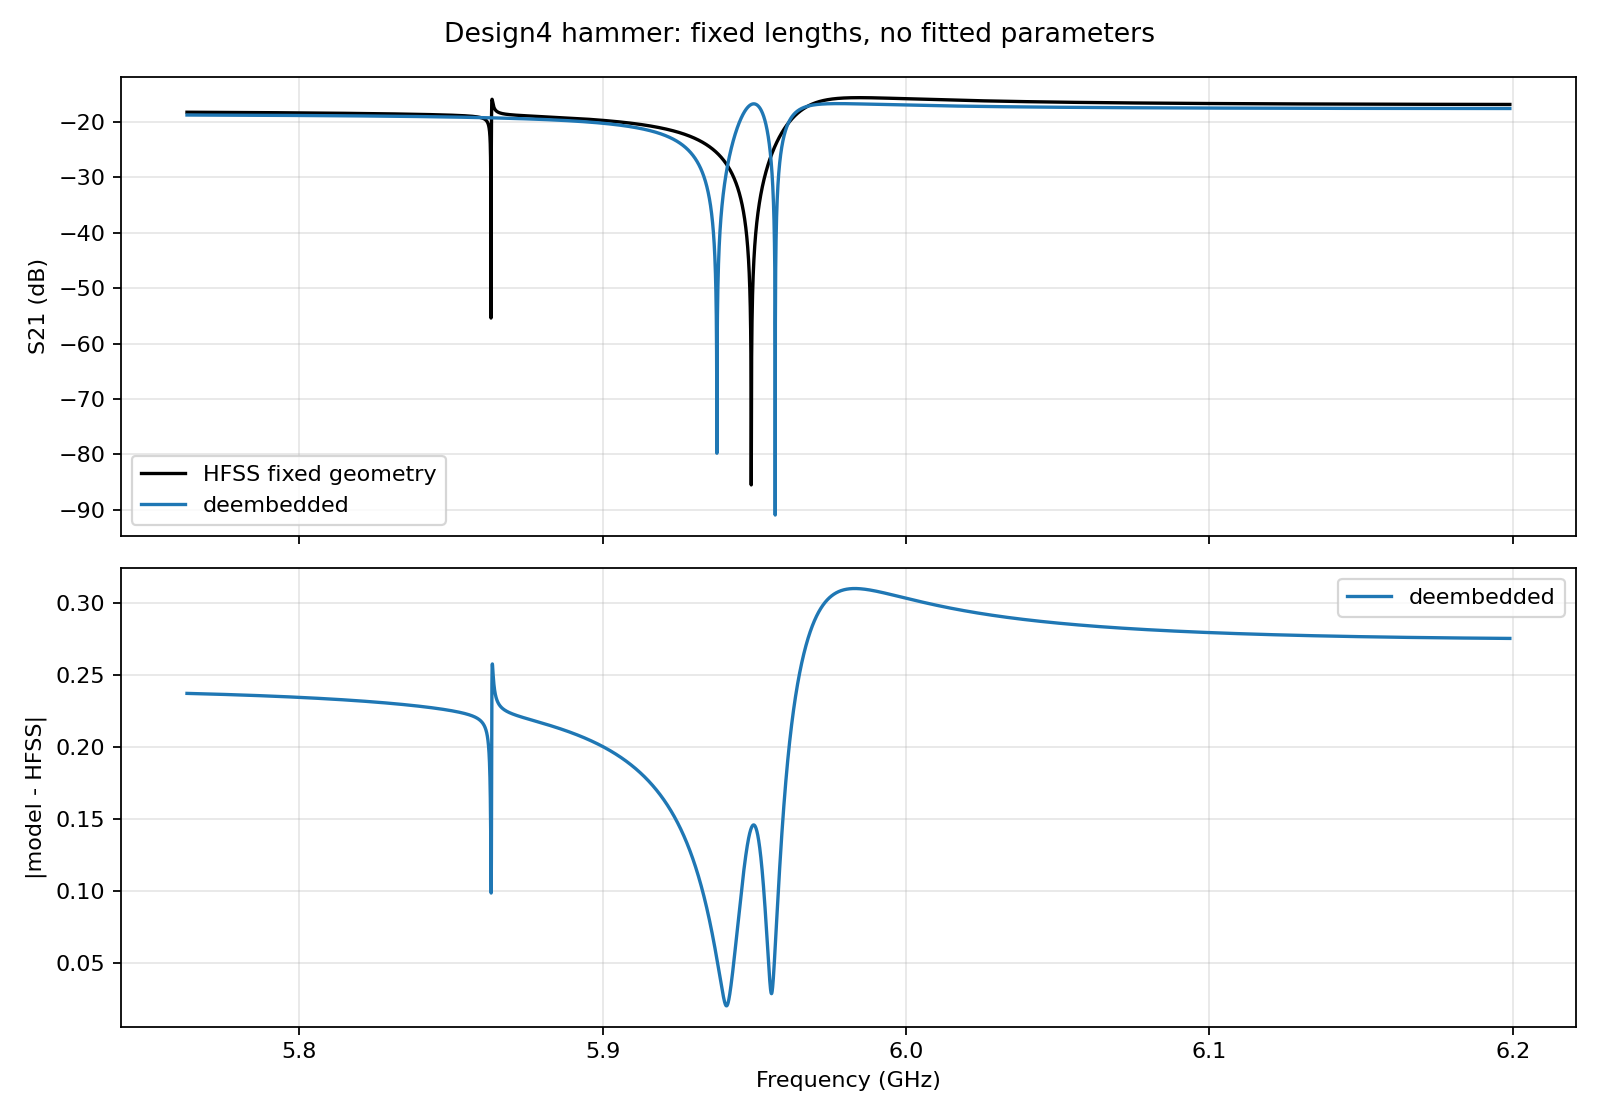 Design4 hammer: fixed lengths, no fitted parameters
S21 (dB)
−20
−30
−40
−50
−60
−70
−80
−90
HFSS fixed geometry
deembedded
|model - HFSS|
0.30
0.25
0.20
0.15
0.10
0.05
deembedded
5.8
5.9
6.0
6.1
6.2
Frequency (GHz)